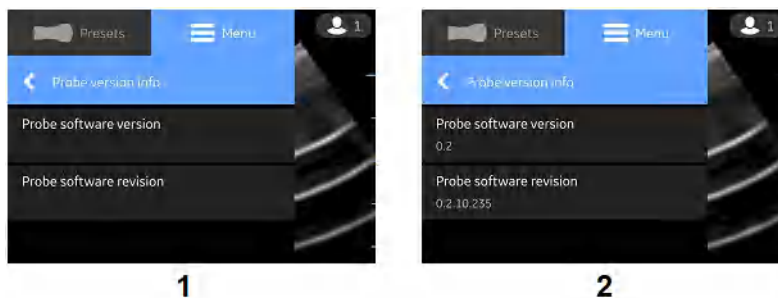 Presets Menu 1
Probe version info
Probe software version
Probe software revision
1
Presets Menu 1
Probe version info
Probe software version
0.2
Probe software revision
0.2.10.235
2